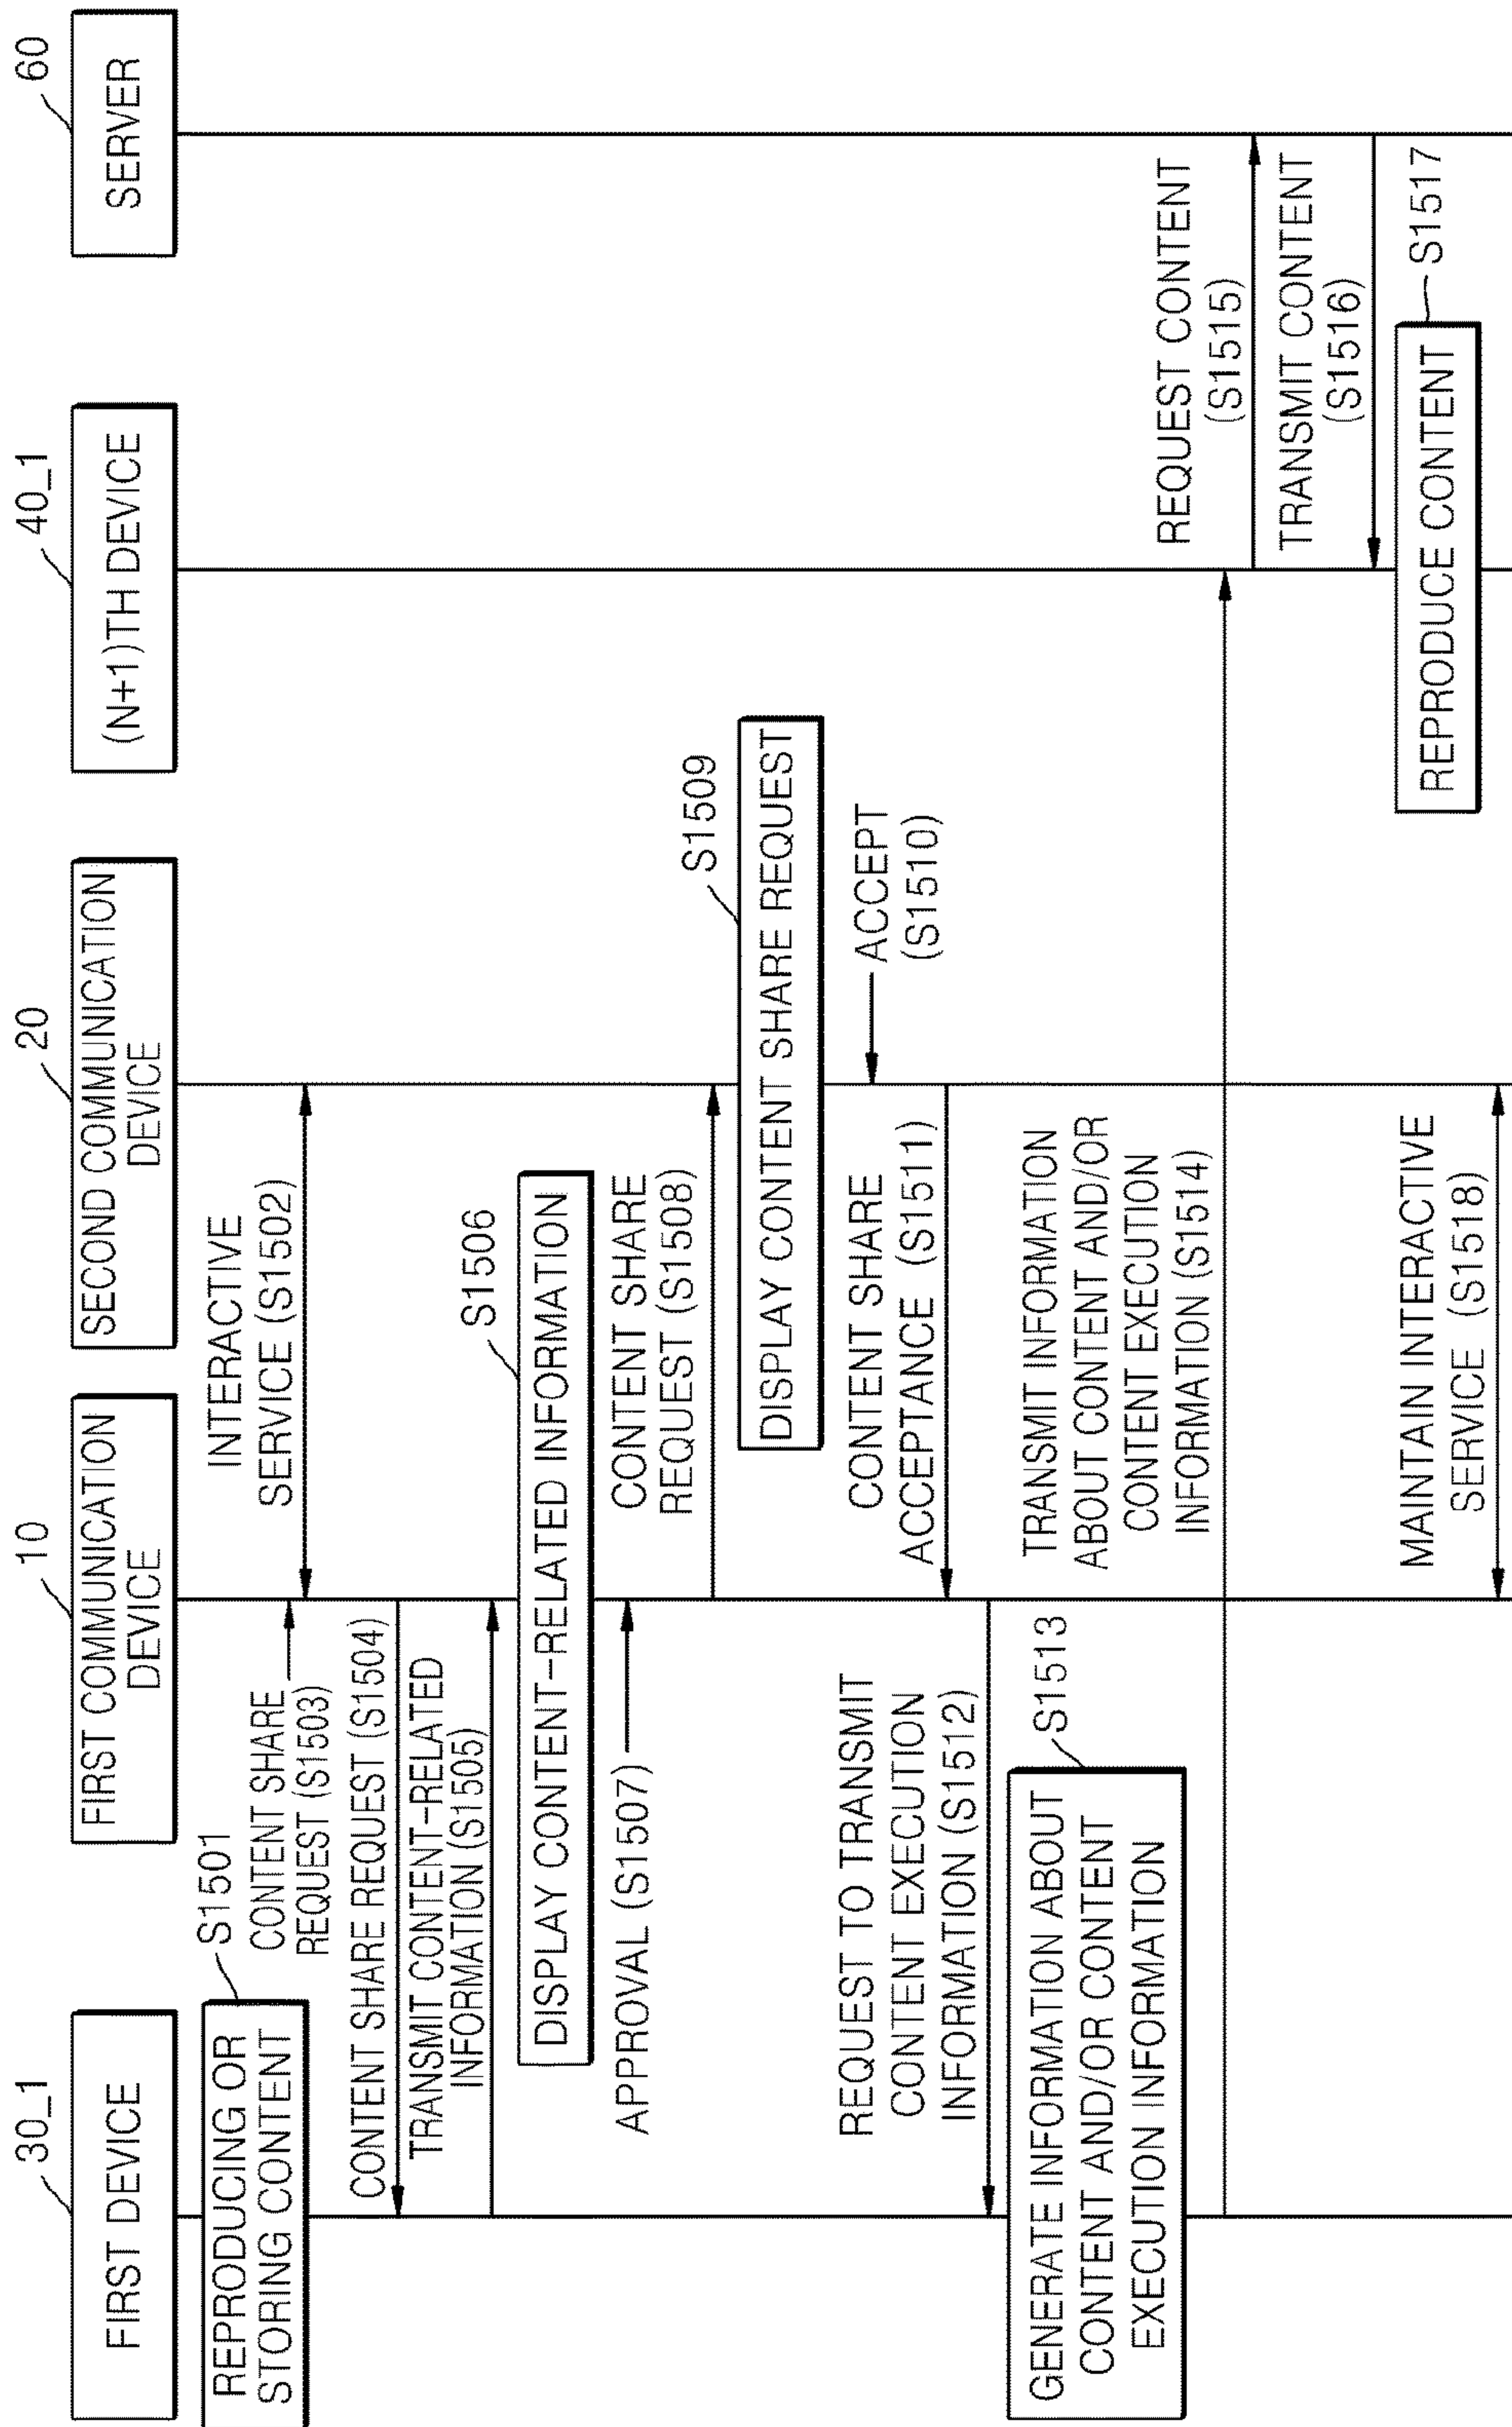 30_1
FIRST DEVICE
10
FIRST COMMUNICATION
DEVICE
20
SECOND COMMUNICATION
DEVICE
40_1
(N+1)TH DEVICE
60
SERVER
REPRODUCING OR
STORING CONTENT
S1501
INTERACTIVE
SERVICE (S1502)
CONTENT SHARE
REQUEST (S1503)
CONTENT SHARE REQUEST (S1504)
TRANSMIT CONTENT-RELATED
INFORMATION (S1505)
S1506
DISPLAY CONTENT-RELATED INFORMATION
APPROVAL (S1507)
CONTENT SHARE
REQUEST (S1508)
S1509
DISPLAY CONTENT SHARE REQUEST
ACCEPT
(S1510)
CONTENT SHARE
ACCEPTANCE (S1511)
REQUEST TO TRANSMIT
CONTENT EXECUTION
INFORMATION (S1512)
S1513
GENERATE INFORMATION ABOUT
CONTENT AND/OR CONTENT
EXECUTION INFORMATION
TRANSMIT INFORMATION
ABOUT CONTENT AND/OR
CONTENT EXECUTION
INFORMATION (S1514)
REQUEST CONTENT
(S1515)
TRANSMIT CONTENT
(S1516)
REPRODUCE CONTENT
S1517
MAINTAIN INTERACTIVE
SERVICE (S1518)